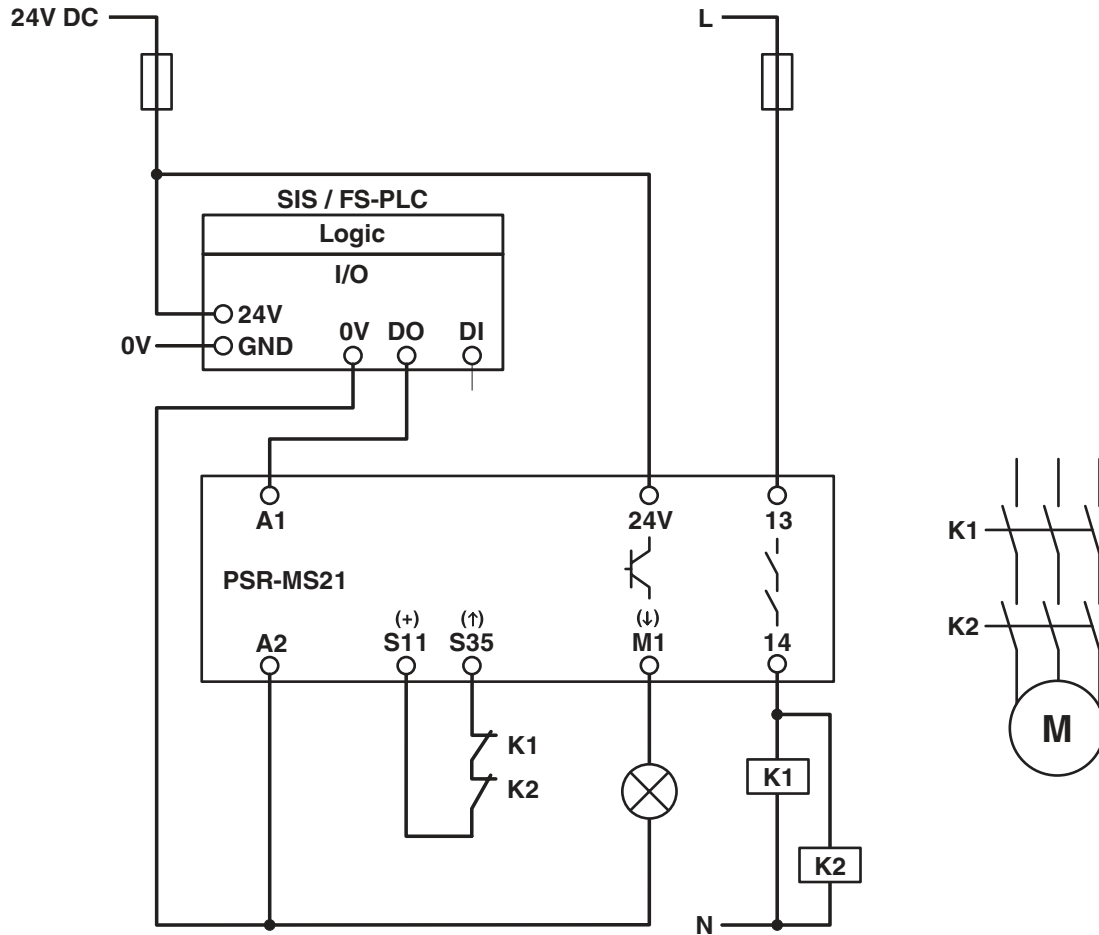 24V DC
L
SIS / FS-PLC
Logic
I/O
24V
0V
DO
DI
0V
GND
A1
24V
13
PSR-MS21
(+)
(↑)
(↓)
A2
S11
S35
M1
14
K1
K2
K1
K2
N
K1
K2
M